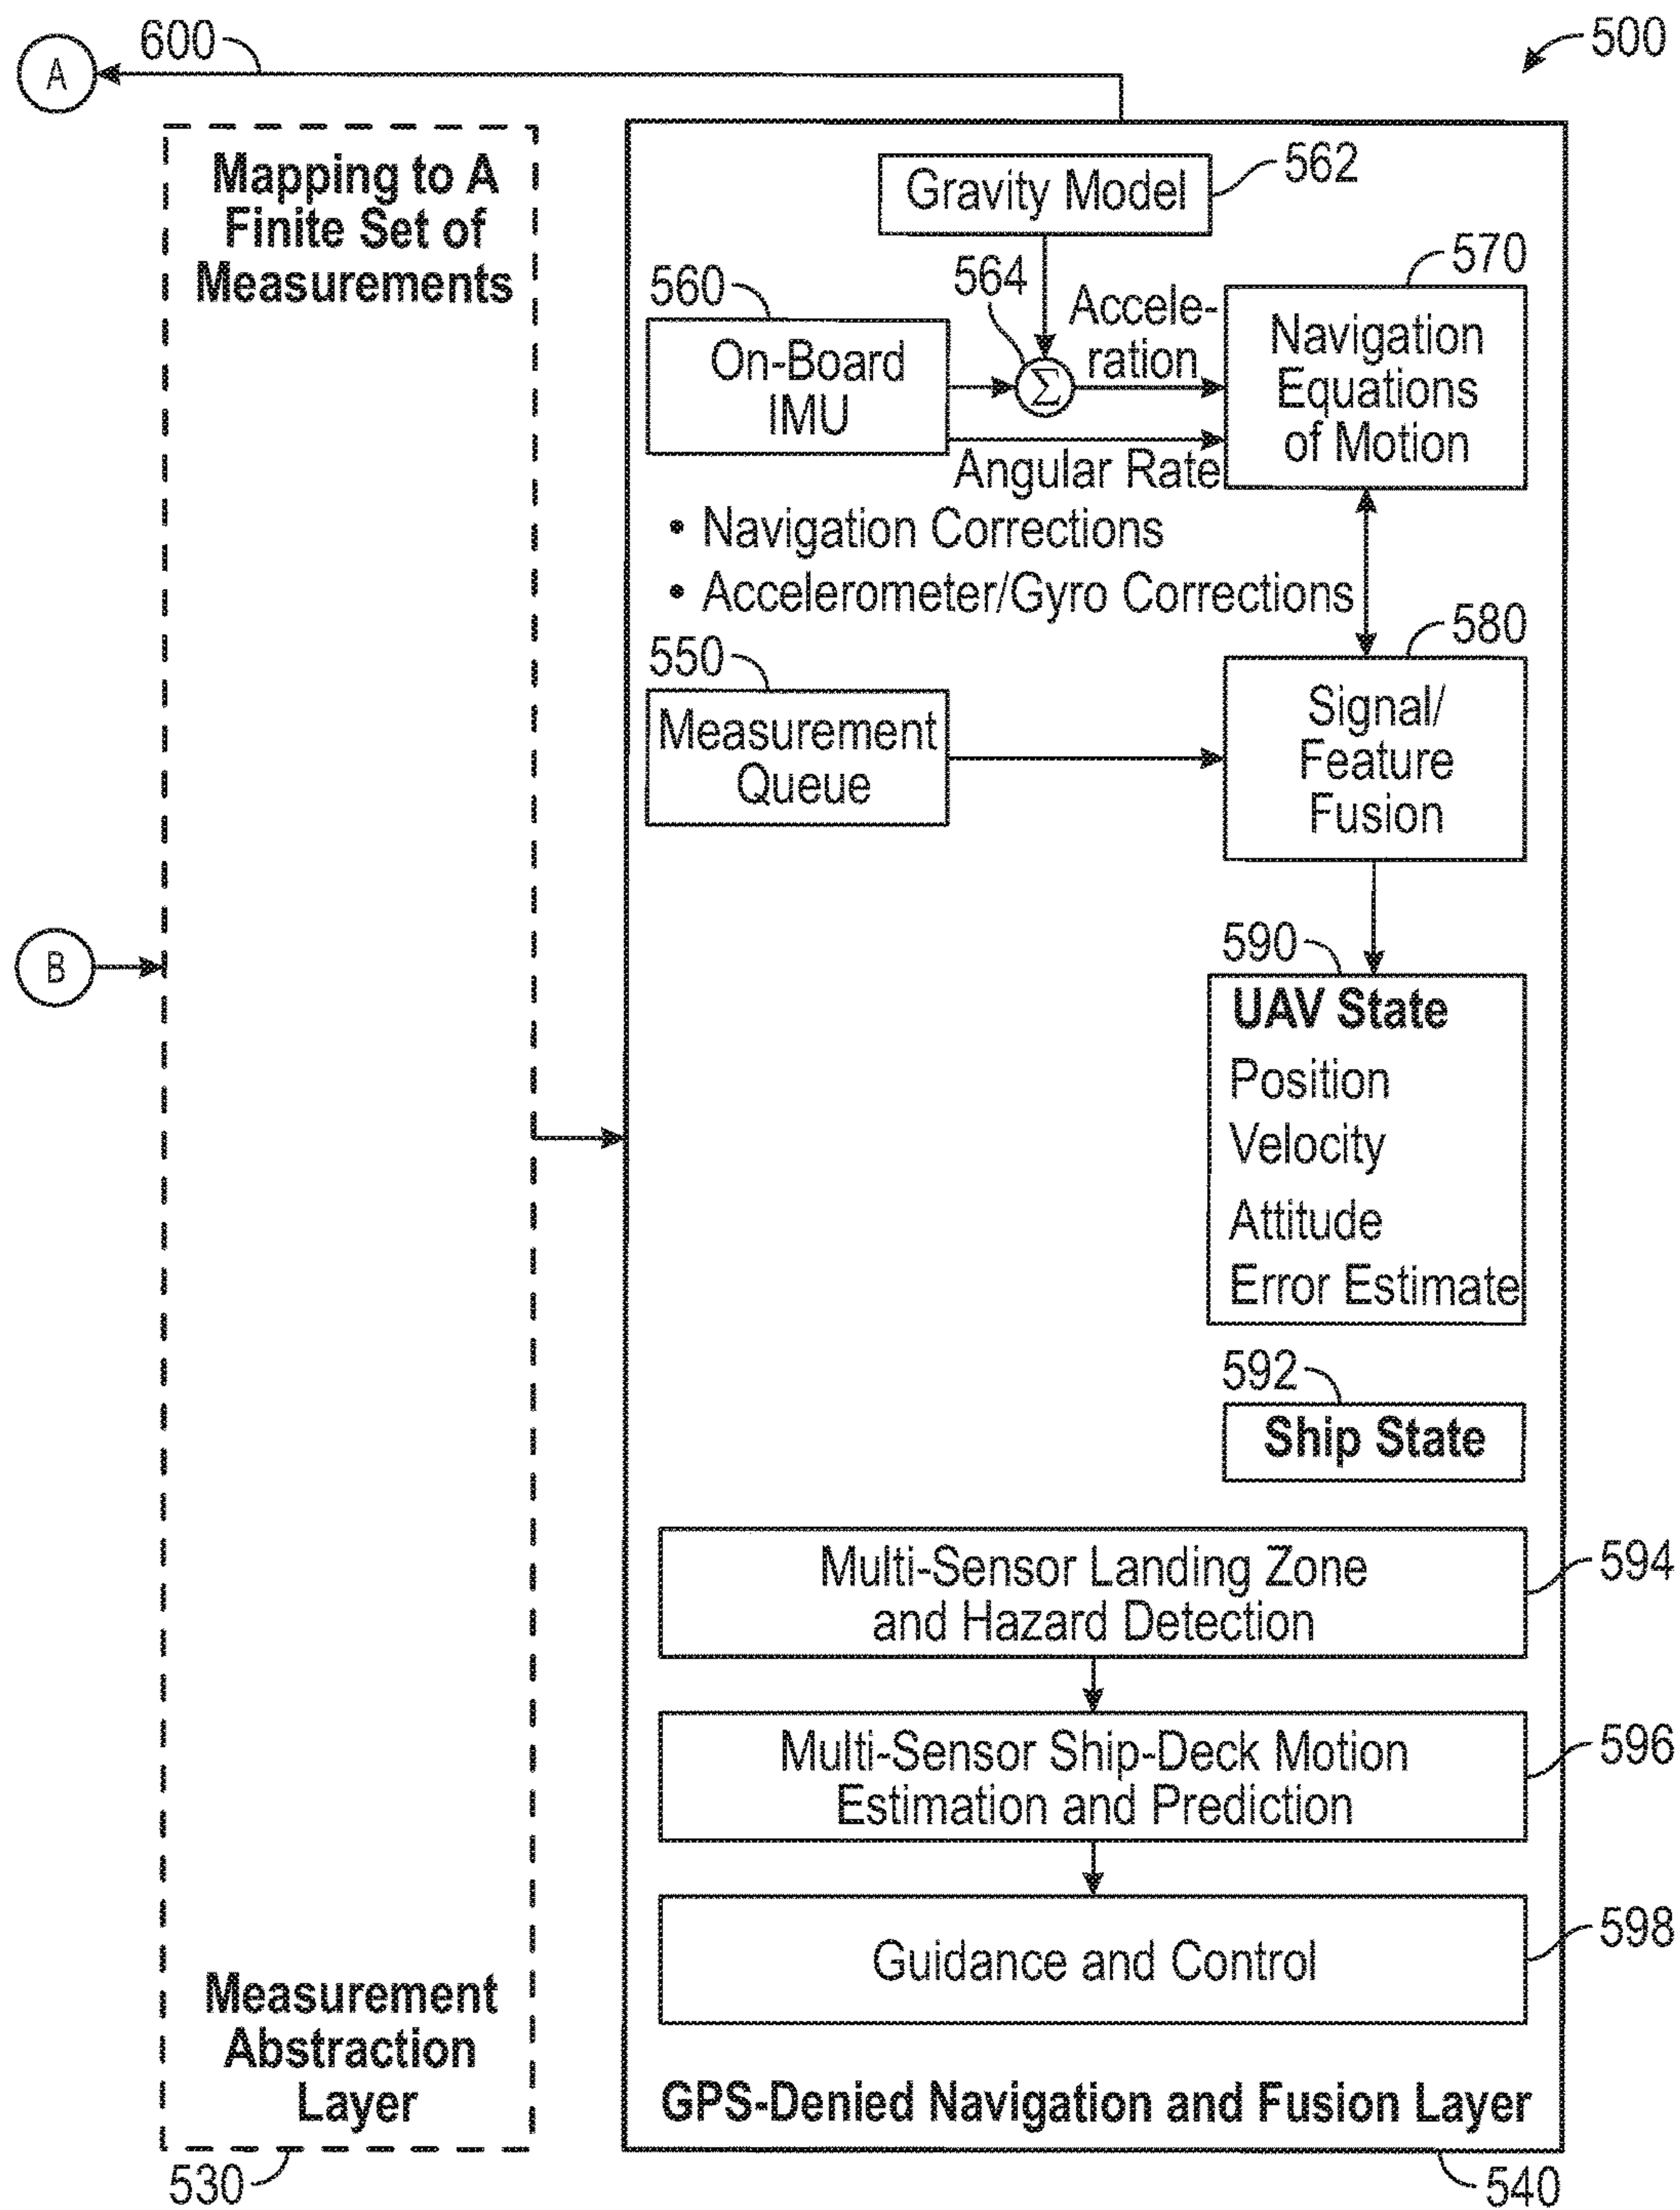 A
600
500
Mapping to A
Finite Set of
Measurements
Gravity Model
562
560
564
Accele-
ration
570
On-Board
IMU
Σ
Navigation
Equations
of Motion
Angular Rate
• Navigation Corrections
• Accelerometer/Gyro Corrections
550
580
Measurement
Queue
Signal/
Feature
Fusion
B
590
UAV State
Position
Velocity
Attitude
Error Estimate
592
Ship State
Multi-Sensor Landing Zone
and Hazard Detection
594
Multi-Sensor Ship-Deck Motion
Estimation and Prediction
596
Guidance and Control
598
Measurement
Abstraction
Layer
GPS-Denied Navigation and Fusion Layer
530
540